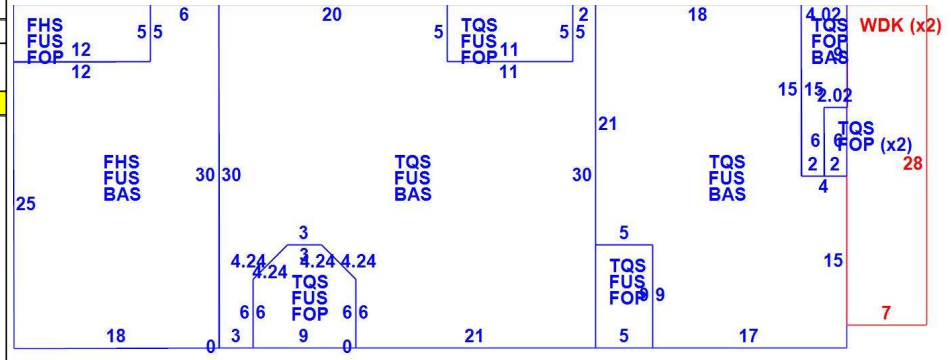 6 20 2 18 4.02
FHS
FUS
FOP
5 5
TQS
FUS
FOP
5 5 5
TQS
FOP
BAS
WDK (x2)
12 11 9
12 11
15 15 2.02
21
TQS
FOP (x2)
6 6
FHS
FUS
BAS
TQS
FUS
BAS
TQS
FUS
BAS
2 2
28
30 30 30
4
25
3 5
3
4.24 4.24 4.24
4.24
15
TQS
FUS
FOP
TQS
FUS
FOP
9 9
6 6 6 6
7
18 3 9 21 5 17
0 0